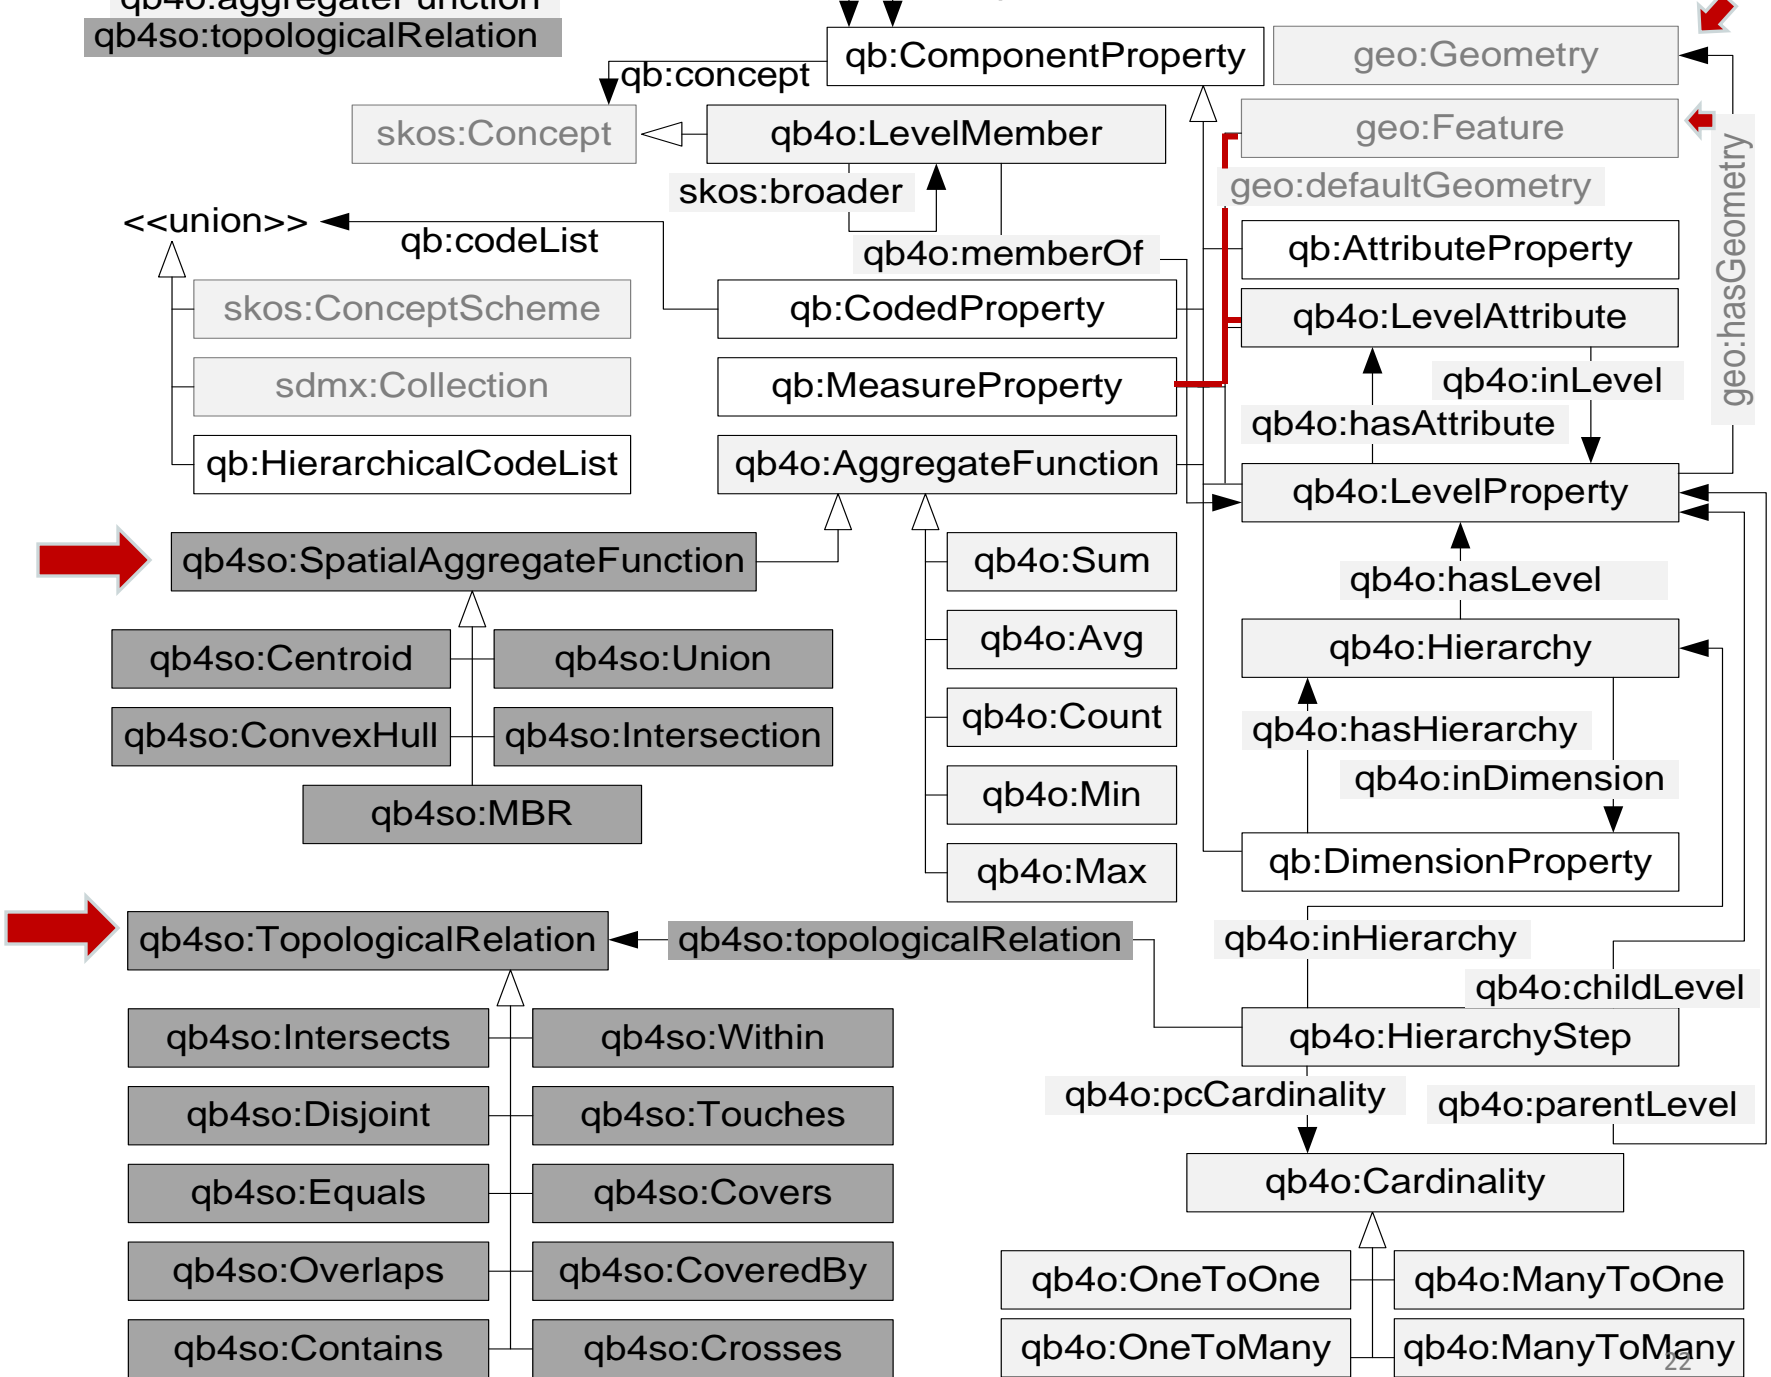 qb4o:aggregateFunction
qb4so:topologicalRelation
qb:ComponentProperty
geo:Geometry
qb:concept
skos:Concept
qb4o:LevelMember
geo:Feature
geo:hasGeometry
skos:broader
geo:defaultGeometry
<<union>>
qb:codeList
qb4o:memberOf
qb:AttributeProperty
skos:ConceptScheme
qb:CodedProperty
qb4o:LevelAttribute
sdmx:Collection
qb:MeasureProperty
qb4o:inLevel
qb4o:hasAttribute
qb:HierarchicalCodeList
qb4o:AggregateFunction
qb4o:LevelProperty
qb4so:SpatialAggregateFunction
qb4o:Sum
qb4o:hasLevel
qb4so:Centroid
qb4so:Union
qb4o:Avg
qb4o:Hierarchy
qb4so:ConvexHull
qb4so:Intersection
qb4o:Count
qb4o:hasHierarchy
qb4o:inDimension
qb4so:MBR
qb4o:Min
qb4o:Max
qb:DimensionProperty
qb4so:TopologicalRelation
qb4so:topologicalRelation
qb4o:inHierarchy
qb4o:childLevel
qb4so:Intersects
qb4so:Within
qb4o:HierarchyStep
qb4so:Disjoint
qb4so:Touches
qb4o:pcCardinality
qb4o:parentLevel
qb4so:Equals
qb4so:Covers
qb4o:Cardinality
qb4so:Overlaps
qb4so:CoveredBy
qb4o:OneToOne
qb4o:ManyToOne
qb4so:Contains
qb4so:Crosses
qb4o:OneToMany
qb4o:ManyToMany
22